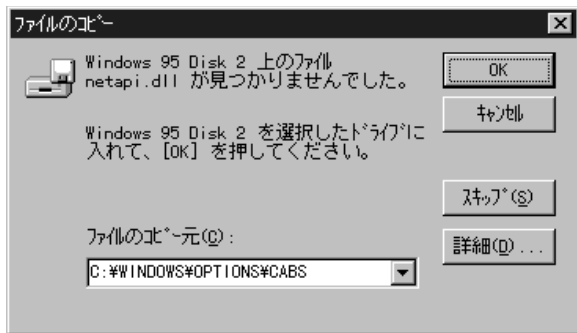 ﾌｧｲﾙのｺﾋﾟｰ
Windows 95 Disk 2 上のﾌｧｲﾙ
netapi.dll が見つかりませんでした。
Windows 95 Disk 2 を選択したﾄﾞﾗｲﾌﾞに
入れて、[OK] を押してください。
ﾌｧｲﾙのｺﾋﾟｰ元(C):
C:¥WINDOWS¥OPTIONS¥CABS
OK
ｷｬﾝｾﾙ
ｽｷｯﾌﾟ(S)
詳細(D)...